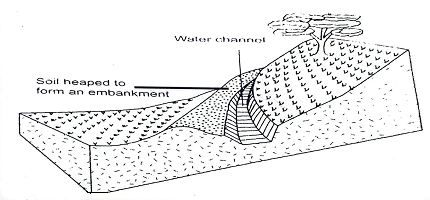 Water channel
Soil heaped to
form an embankment